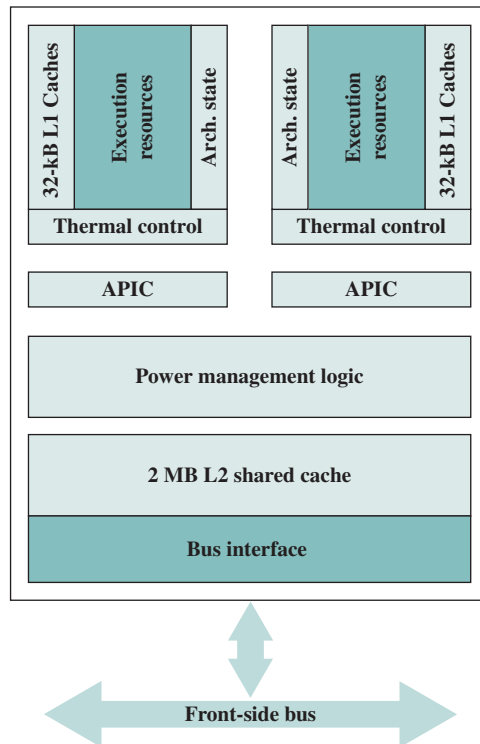 32-kB L1 Caches
Execution
resources
Arch. state
Thermal control
APIC
Arch. state
Execution
resources
32-kB L1 Caches
Thermal control
APIC
Power management logic
2 MB L2 shared cache
Bus interface
Front-side bus